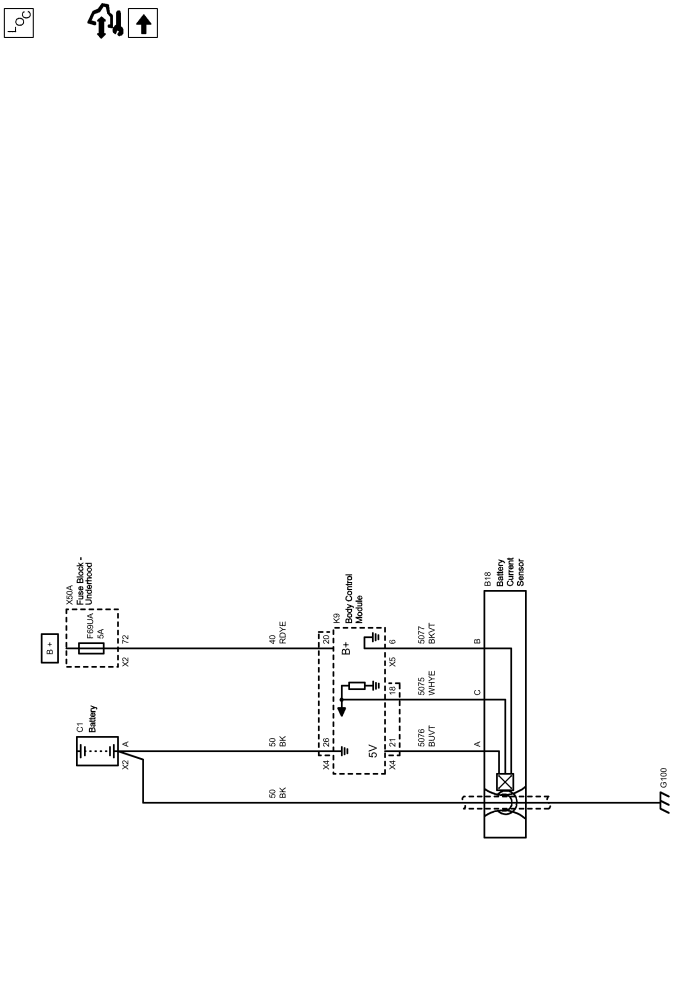 LOC
B +
X50A
Fuse Block -
Underhood
F69UA
5A
72
X2
C1
Battery
A
X2
40
RDYE
50
BK
50
BK
K9
Body Control
Module
20
B+
26
X4
5V
6
X5
18
21
X4
5077
BKVT
5075
WHYE
5076
BUVT
B
C
A
B18
Battery
Current
Sensor
G100